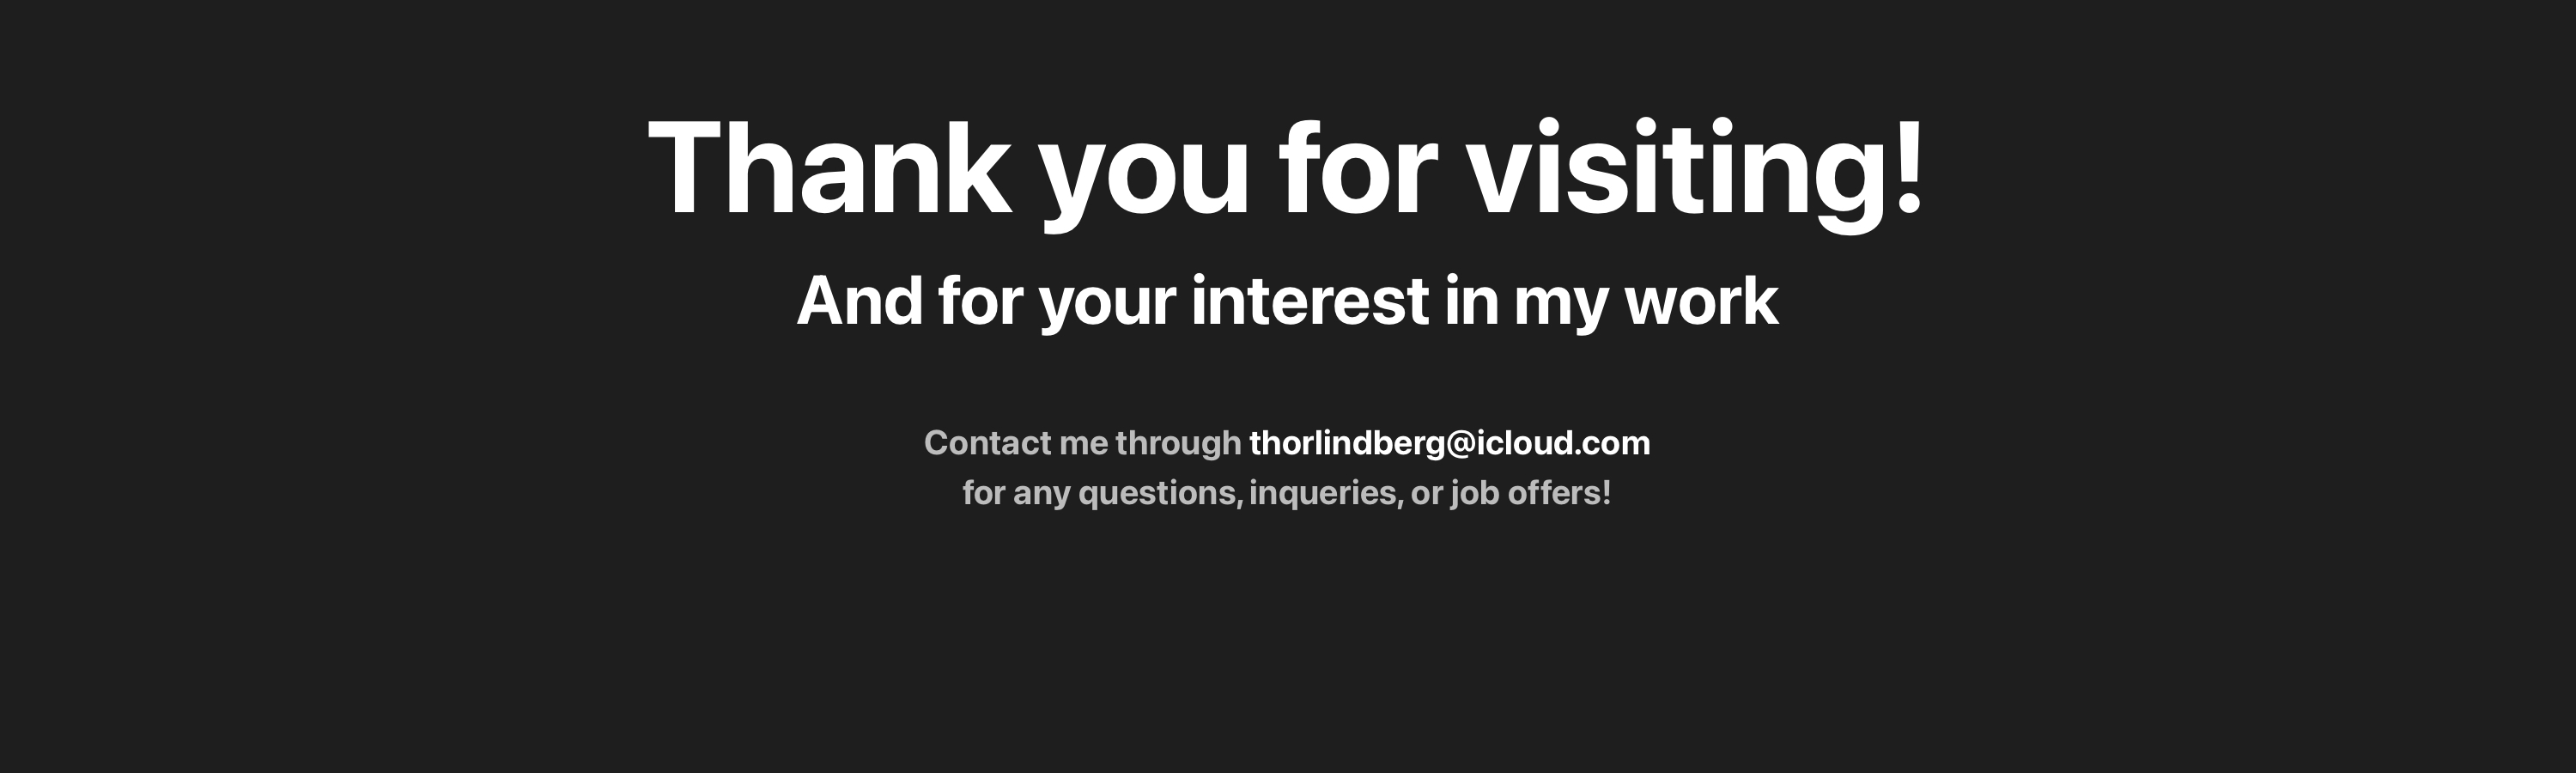 Thank you for visiting!
And for your interest in my work
Contact me through thorlindberg@icloud.com
for any questions, inqueries, or job offers!